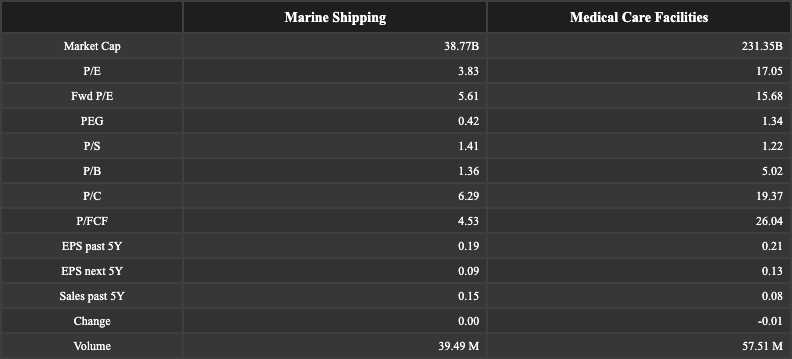 Marine Shipping Medical Care Facilities
Market Cap 38.77B 231.35B
P/E 3.83 17.05
Fwd P/E 5.61 15.68
PEG 0.42 1.34
P/S 1.41 1.22
P/B 1.36 5.02
P/C 6.29 19.37
P/FCF 4.53 26.04
EPS past 5Y 0.19 0.21
EPS next 5Y 0.09 0.13
Sales past 5Y 0.15 0.08
Change 0.00 -0.01
Volume 39.49 M 57.51 M